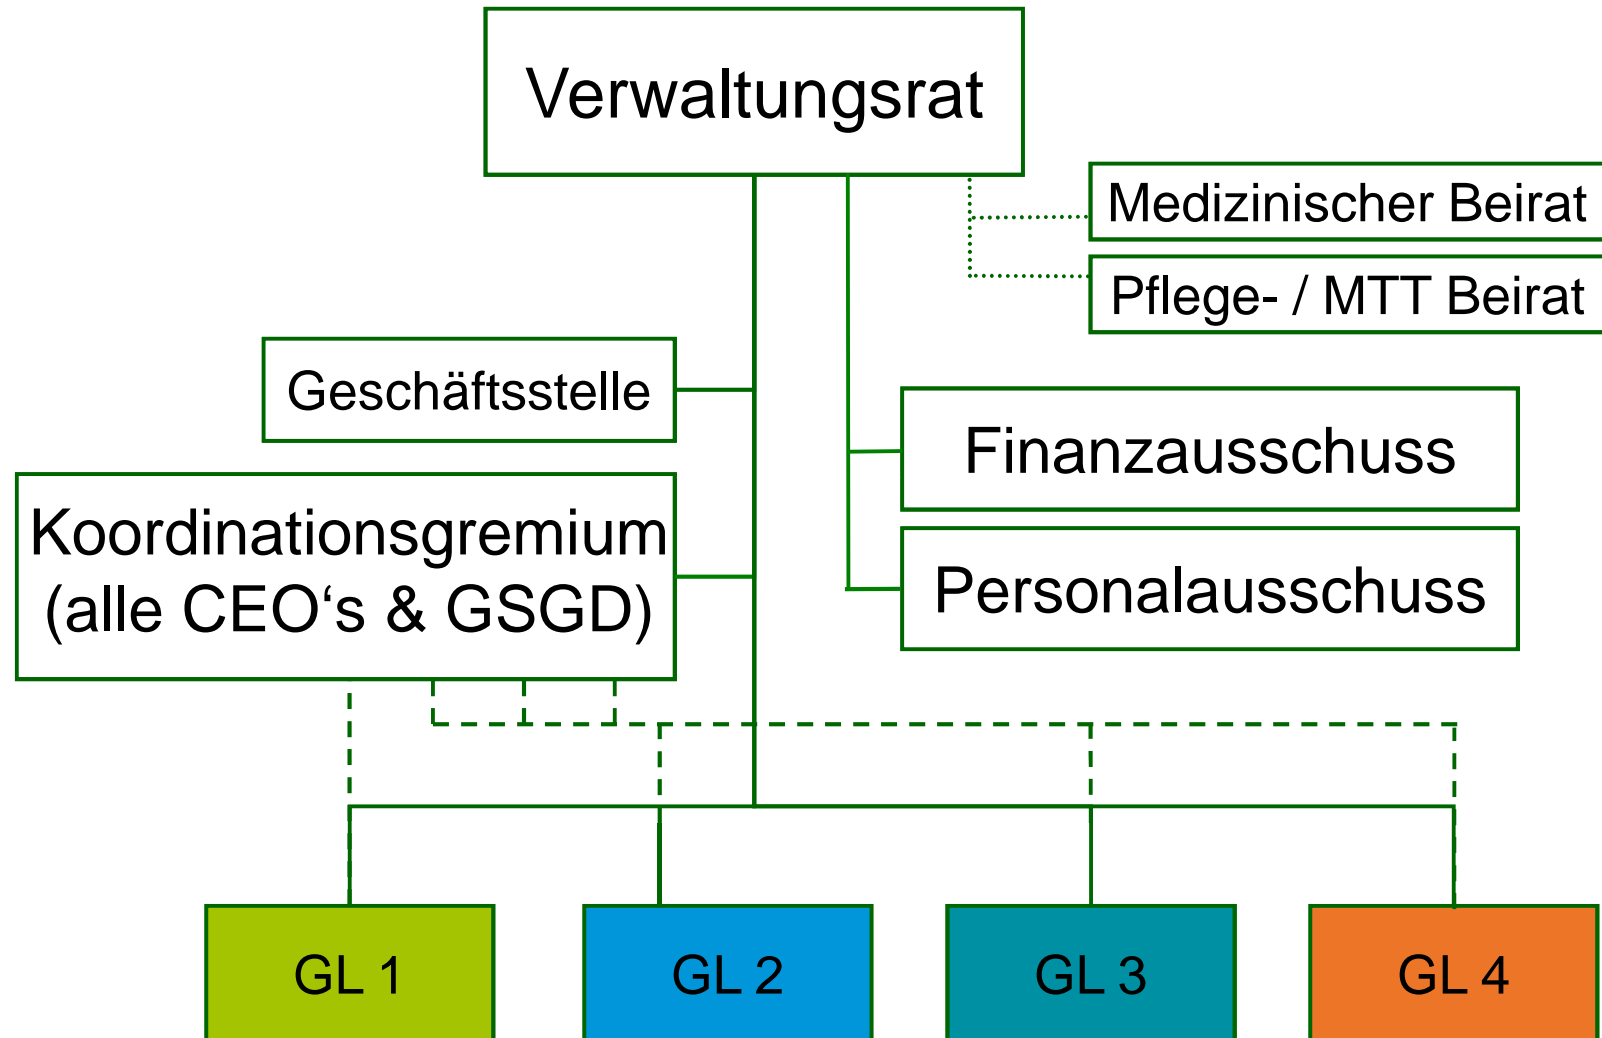 Verwaltungsrat
Medizinischer Beirat
Pflege- / MTT Beirat
Geschäftsstelle
Finanzausschuss
Koordinationsgremium
(alle CEO‘s & GSGD)
Personalausschuss
GL 1
GL 2
GL 3
GL 4